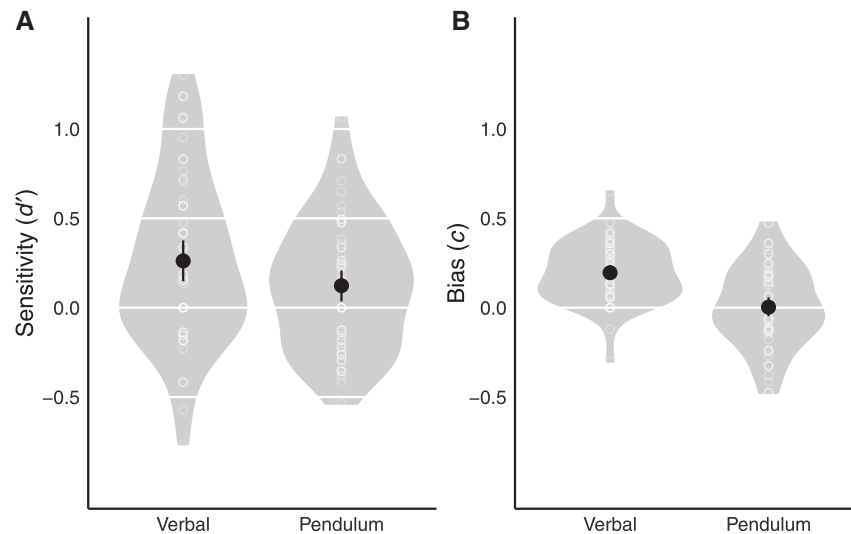 A
Sensitivity (d′)
1.0
0.5
0.0
−0.5
Verbal
Pendulum
B
Bias (c)
1.0
0.5
0.0
−0.5
Verbal
Pendulum